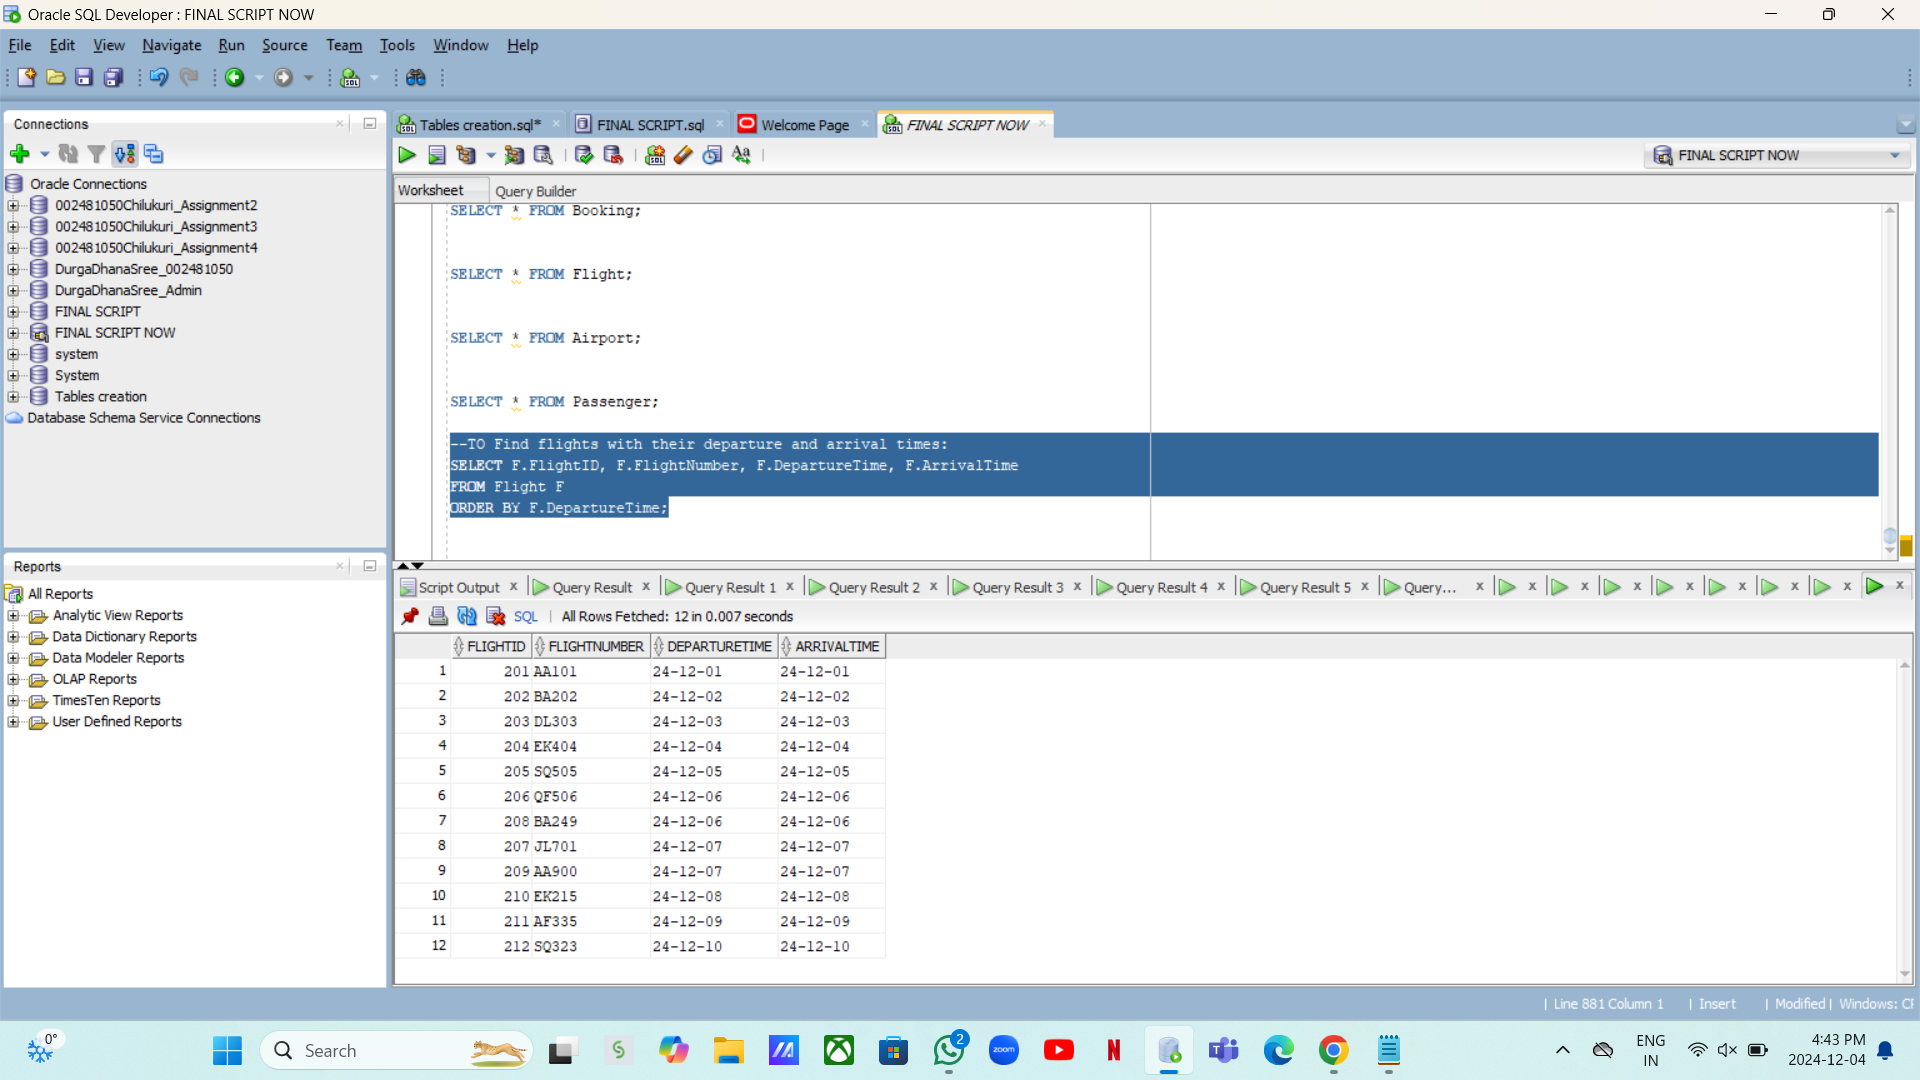 Oracle SQL Developer : FINAL SCRIPT NOW
File Edit View Navigate Run Source Team Tools Window Help
Connections
Oracle Connections
002481050Chilukuri_Assignment2
002481050Chilukuri_Assignment3
002481050Chilukuri_Assignment4
DurgaDhanaSree_002481050
DurgaDhanaSree_Admin
FINAL SCRIPT
FINAL SCRIPT NOW
system
System
Tables creation
Database Schema Service Connections
Reports
All Reports
Analytic View Reports
Data Dictionary Reports
Data Modeler Reports
OLAP Reports
TimesTen Reports
User Defined Reports
Tables creation.sql* FINAL SCRIPT.sql Welcome Page FINAL SCRIPT NOW
FINAL SCRIPT NOW
Worksheet Query Builder
SELECT * FROM Booking;
SELECT * FROM Flight;
SELECT * FROM Airport;
SELECT * FROM Passenger;
--TO Find flights with their departure and arrival times:
SELECT F.FlightID, F.FlightNumber, F.DepartureTime, F.ArrivalTime
FROM Flight F
ORDER BY F.DepartureTime;
Script Output Query Result Query Result 1 Query Result 2 Query Result 3 Query Result 4 Query Result 5 Query...
SQL All Rows Fetched: 12 in 0.007 seconds
FLIGHTID FLIGHTNUMBER DEPARTURETIME ARRIVALTIME
1 201 AA101 24-12-01 24-12-01
2 202 BA202 24-12-02 24-12-02
3 203 DL303 24-12-03 24-12-03
4 204 EK404 24-12-04 24-12-04
5 205 SQ505 24-12-05 24-12-05
6 206 QF506 24-12-06 24-12-06
7 208 BA249 24-12-06 24-12-06
8 207 JL701 24-12-07 24-12-07
9 209 AA900 24-12-07 24-12-07
10 210 EK215 24-12-08 24-12-08
11 211 AF335 24-12-09 24-12-09
12 212 SQ323 24-12-10 24-12-10
Line 881 Column 1 Insert Modified Windows: CF
0°
Search
2
zoom
ENG
IN
4:43 PM
2024-12-04